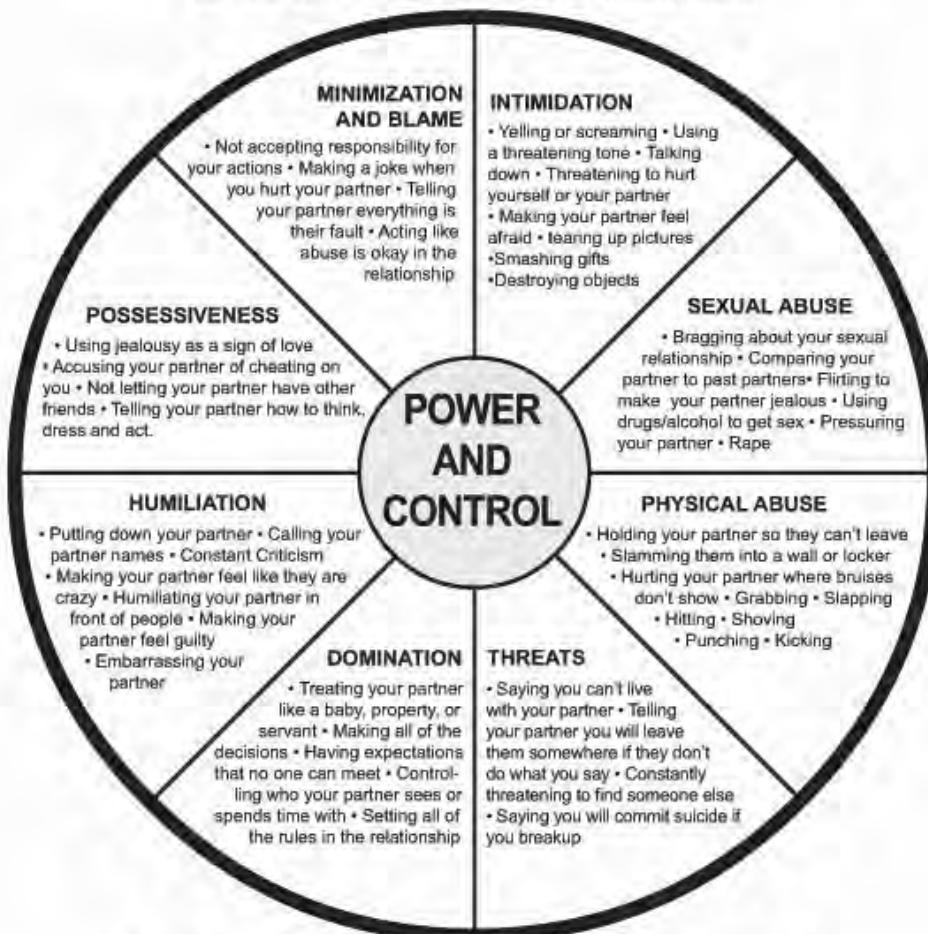 MINIMIZATION
AND BLAME
• Not accepting responsibility for
your actions • Making a joke when
you hurt your partner • Telling
your partner everything is
their fault • Acting like
abuse is okay in the
relationship
INTIMIDATION
• Yelling or screaming • Using
a threatening tone • Talking
down • Threatening to hurt
yourself or your partner
• Making your partner feel
afraid • tearing up pictures
•Smashing gifts
•Destroying objects
POSSESSIVENESS
• Using jealousy as a sign of love
• Accusing your partner of cheating on
you • Not letting your partner have other
friends • Telling your partner how to think,
dress and act.
SEXUAL ABUSE
• Bragging about your sexual
relationship • Comparing your
partner to past partners• Flirting to
make your partner jealous • Using
drugs/alcohol to get sex • Pressuring
your partner • Rape
POWER
AND
CONTROL
HUMILIATION
• Putting down your partner • Calling your
partner names • Constant Criticism
• Making your partner feel like they are
crazy • Humiliating your partner in
front of people • Making your
partner feel guilty
• Embarrassing your
partner
PHYSICAL ABUSE
• Holding your partner so they can't leave
• Slamming them into a wall or locker
• Hurting your partner where bruises
don't show • Grabbing • Slapping
• Hitting • Shoving
• Punching • Kicking
DOMINATION
• Treating your partner
like a baby, property, or
servant • Making all of the
decisions • Having expectations
that no one can meet • Control-
ling who your partner sees or
spends time with • Setting all of
the rules in the relationship
THREATS
• Saying you can't live
with your partner • Telling
your partner you will leave
them somewhere if they don't
do what you say • Constantly
threatening to find someone else
• Saying you will commit suicide if
you breakup